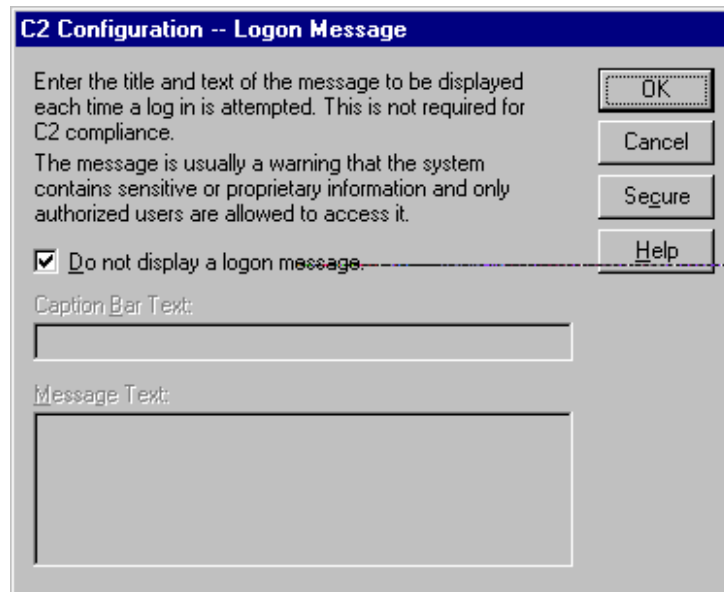 C2 Configuration -- Logon Message
Enter the title and text of the message to be displayed
each time a log in is attempted. This is not required for
C2 compliance.
The message is usually a warning that the system
contains sensitive or proprietary information and only
authorized users are allowed to access it.
OK
Cancel
Secure
Help
Do not display a logon message.
Caption Bar Text:
Message Text: